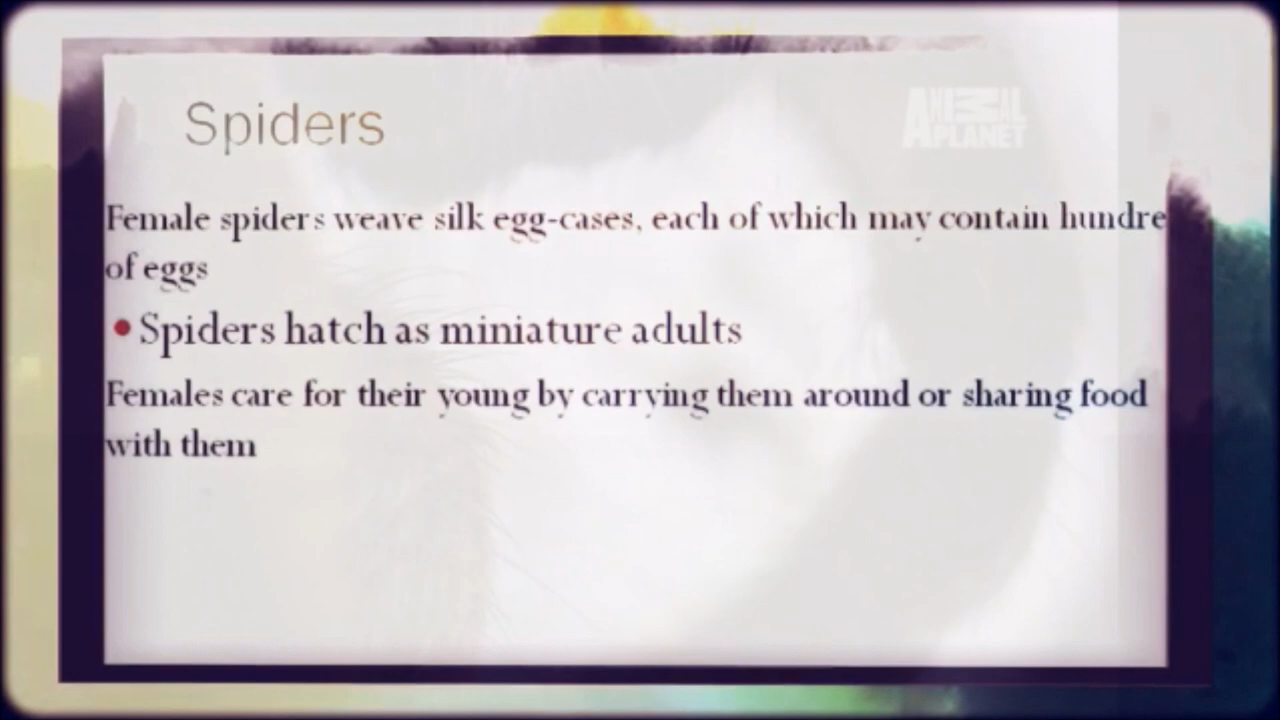 Spiders
ANIMAL
PLANET
Female spiders weave silk egg-cases, each of which may contain hundre
of eggs
• Spiders hatch as miniature adults
Females care for their young by carrying them around or sharing food
with them